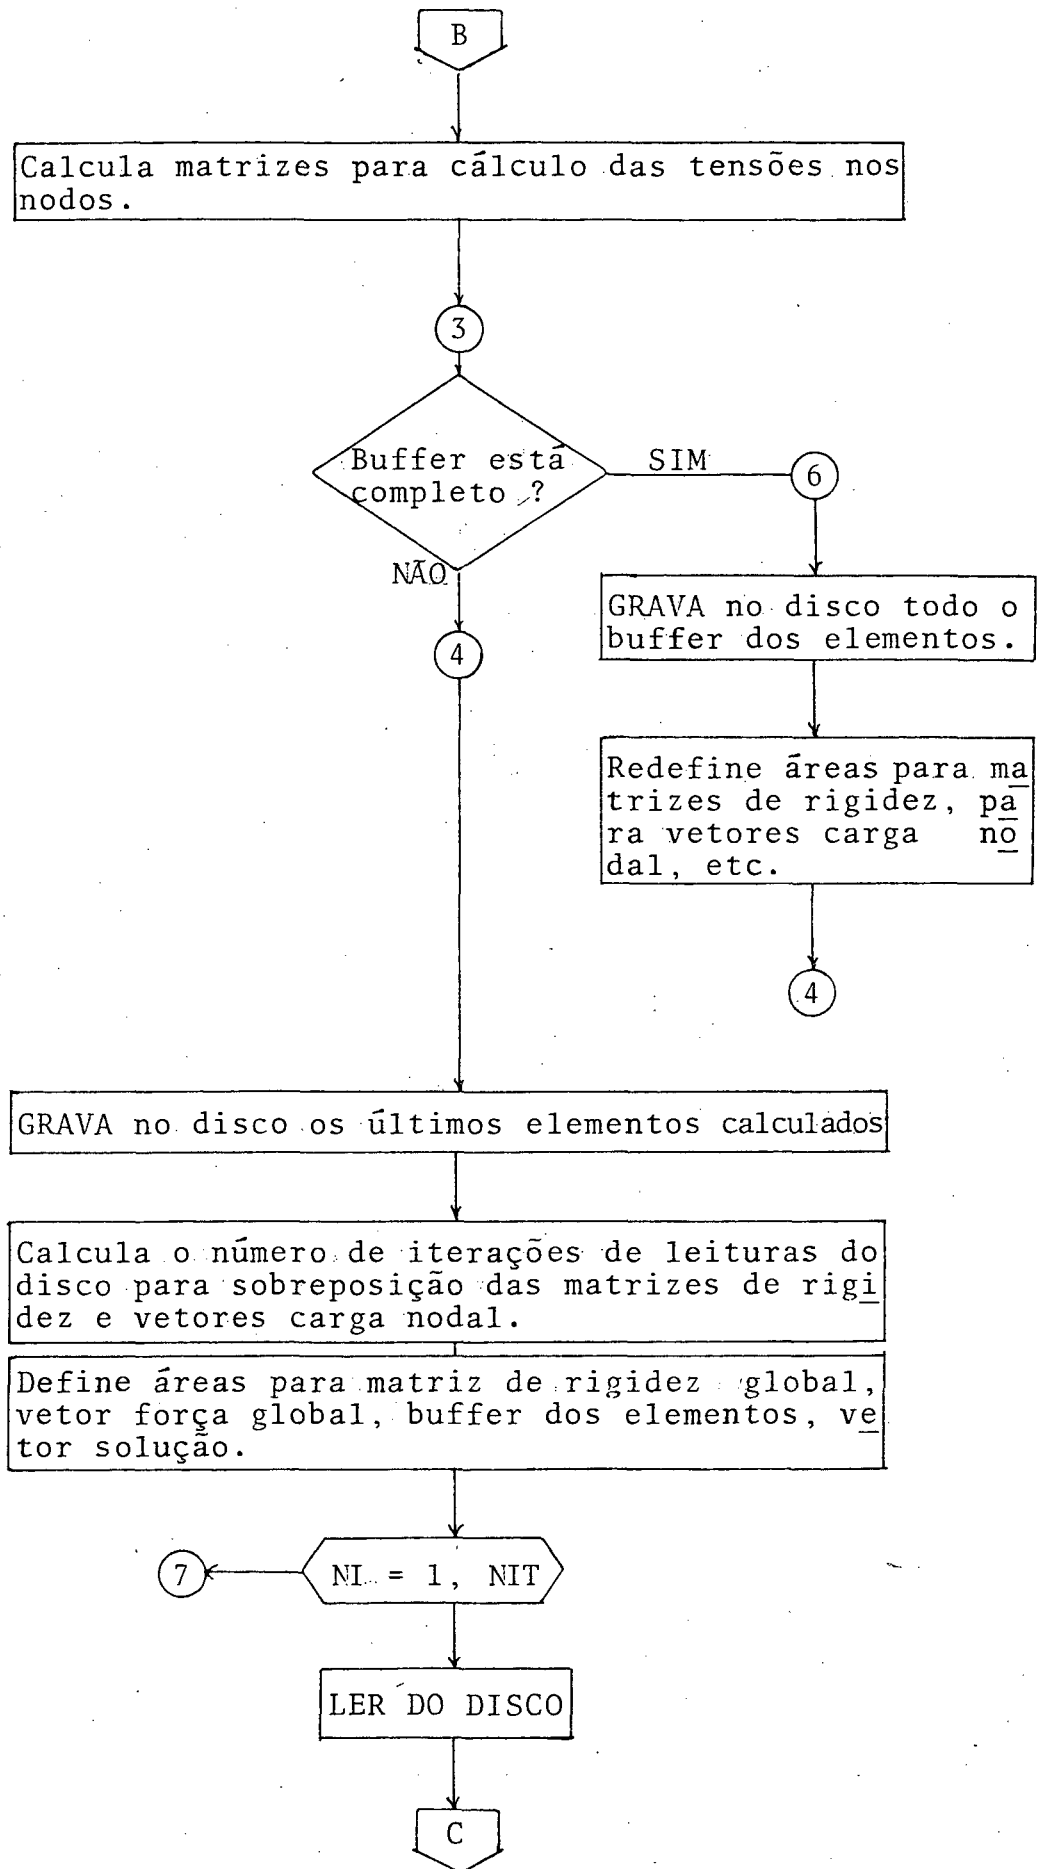 B
Calcula matrizes para cálculo das tensões nos
nodos.
3
Buffer está
completo ?
SIM
6
NÃO
4
GRAVA no disco todo o
buffer dos elementos.
Redefine áreas para ma
trizes de rigidez, pa
ra vetores carga no
dal, etc.
4
GRAVA no disco os últimos elementos calculados
Calcula o número de iterações de leituras do
disco para sobreposição das matrizes de rigi
dez e vetores carga nodal.
Define áreas para matriz de rigidez global,
vetor força global, buffer dos elementos, ve
tor solução.
7
NI = 1, NIT
LER DO DISCO
C